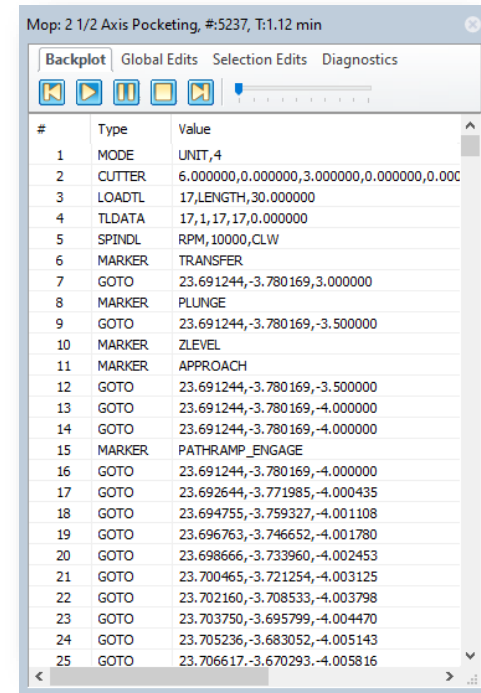 Mop: 2 1/2 Axis Pocketing, #:5237, T:1.12 min
Backplot Global Edits Selection Edits Diagnostics
# Type Value
1 MODE UNIT,4
2 CUTTER 6.000000,0.000000,3.000000,0.000000,0.000
3 LOADTL 17,LENGTH,30.000000
4 TLDATA 17,1,17,17,0.000000
5 SPINDL RPM,10000,CLW
6 MARKER TRANSFER
7 GOTO 23.691244,-3.780169,3.000000
8 MARKER PLUNGE
9 GOTO 23.691244,-3.780169,-3.500000
10 MARKER ZLEVEL
11 MARKER APPROACH
12 GOTO 23.691244,-3.780169,-3.500000
13 GOTO 23.691244,-3.780169,-4.000000
14 GOTO 23.691244,-3.780169,-4.000000
15 MARKER PATHRAMP_ENGAGE
16 GOTO 23.691244,-3.780169,-4.000000
17 GOTO 23.692644,-3.771985,-4.000435
18 GOTO 23.694755,-3.759327,-4.001108
19 GOTO 23.696763,-3.746652,-4.001780
20 GOTO 23.698666,-3.733960,-4.002453
21 GOTO 23.700465,-3.721254,-4.003125
22 GOTO 23.702160,-3.708533,-4.003798
23 GOTO 23.703750,-3.695799,-4.004470
24 GOTO 23.705236,-3.683052,-4.005143
25 GOTO 23.706617,-3.670293,-4.005816